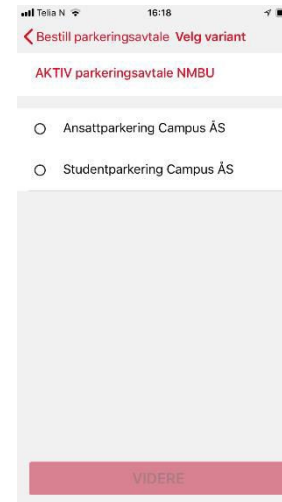 Telia N 16:18
Bestill parkeringsavtale Velg variant
AKTIV parkeringsavtale NMBU
Ansattparkering Campus ÅS
Studentparkering Campus ÅS
VIDERE